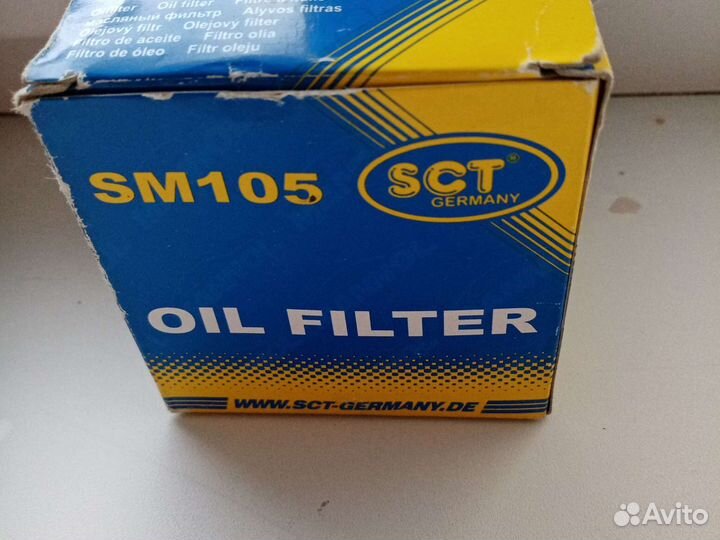 Oil filter
масляный фильтр Alyvos filtras
Olejový filtr Olejový filter
Filtro de aceite Filtro olia
Filtro de óleo Filtr oleju
SM105
SCT®
GERMANY
OIL FILTER
WWW.SCT-GERMANY.DE
Avito